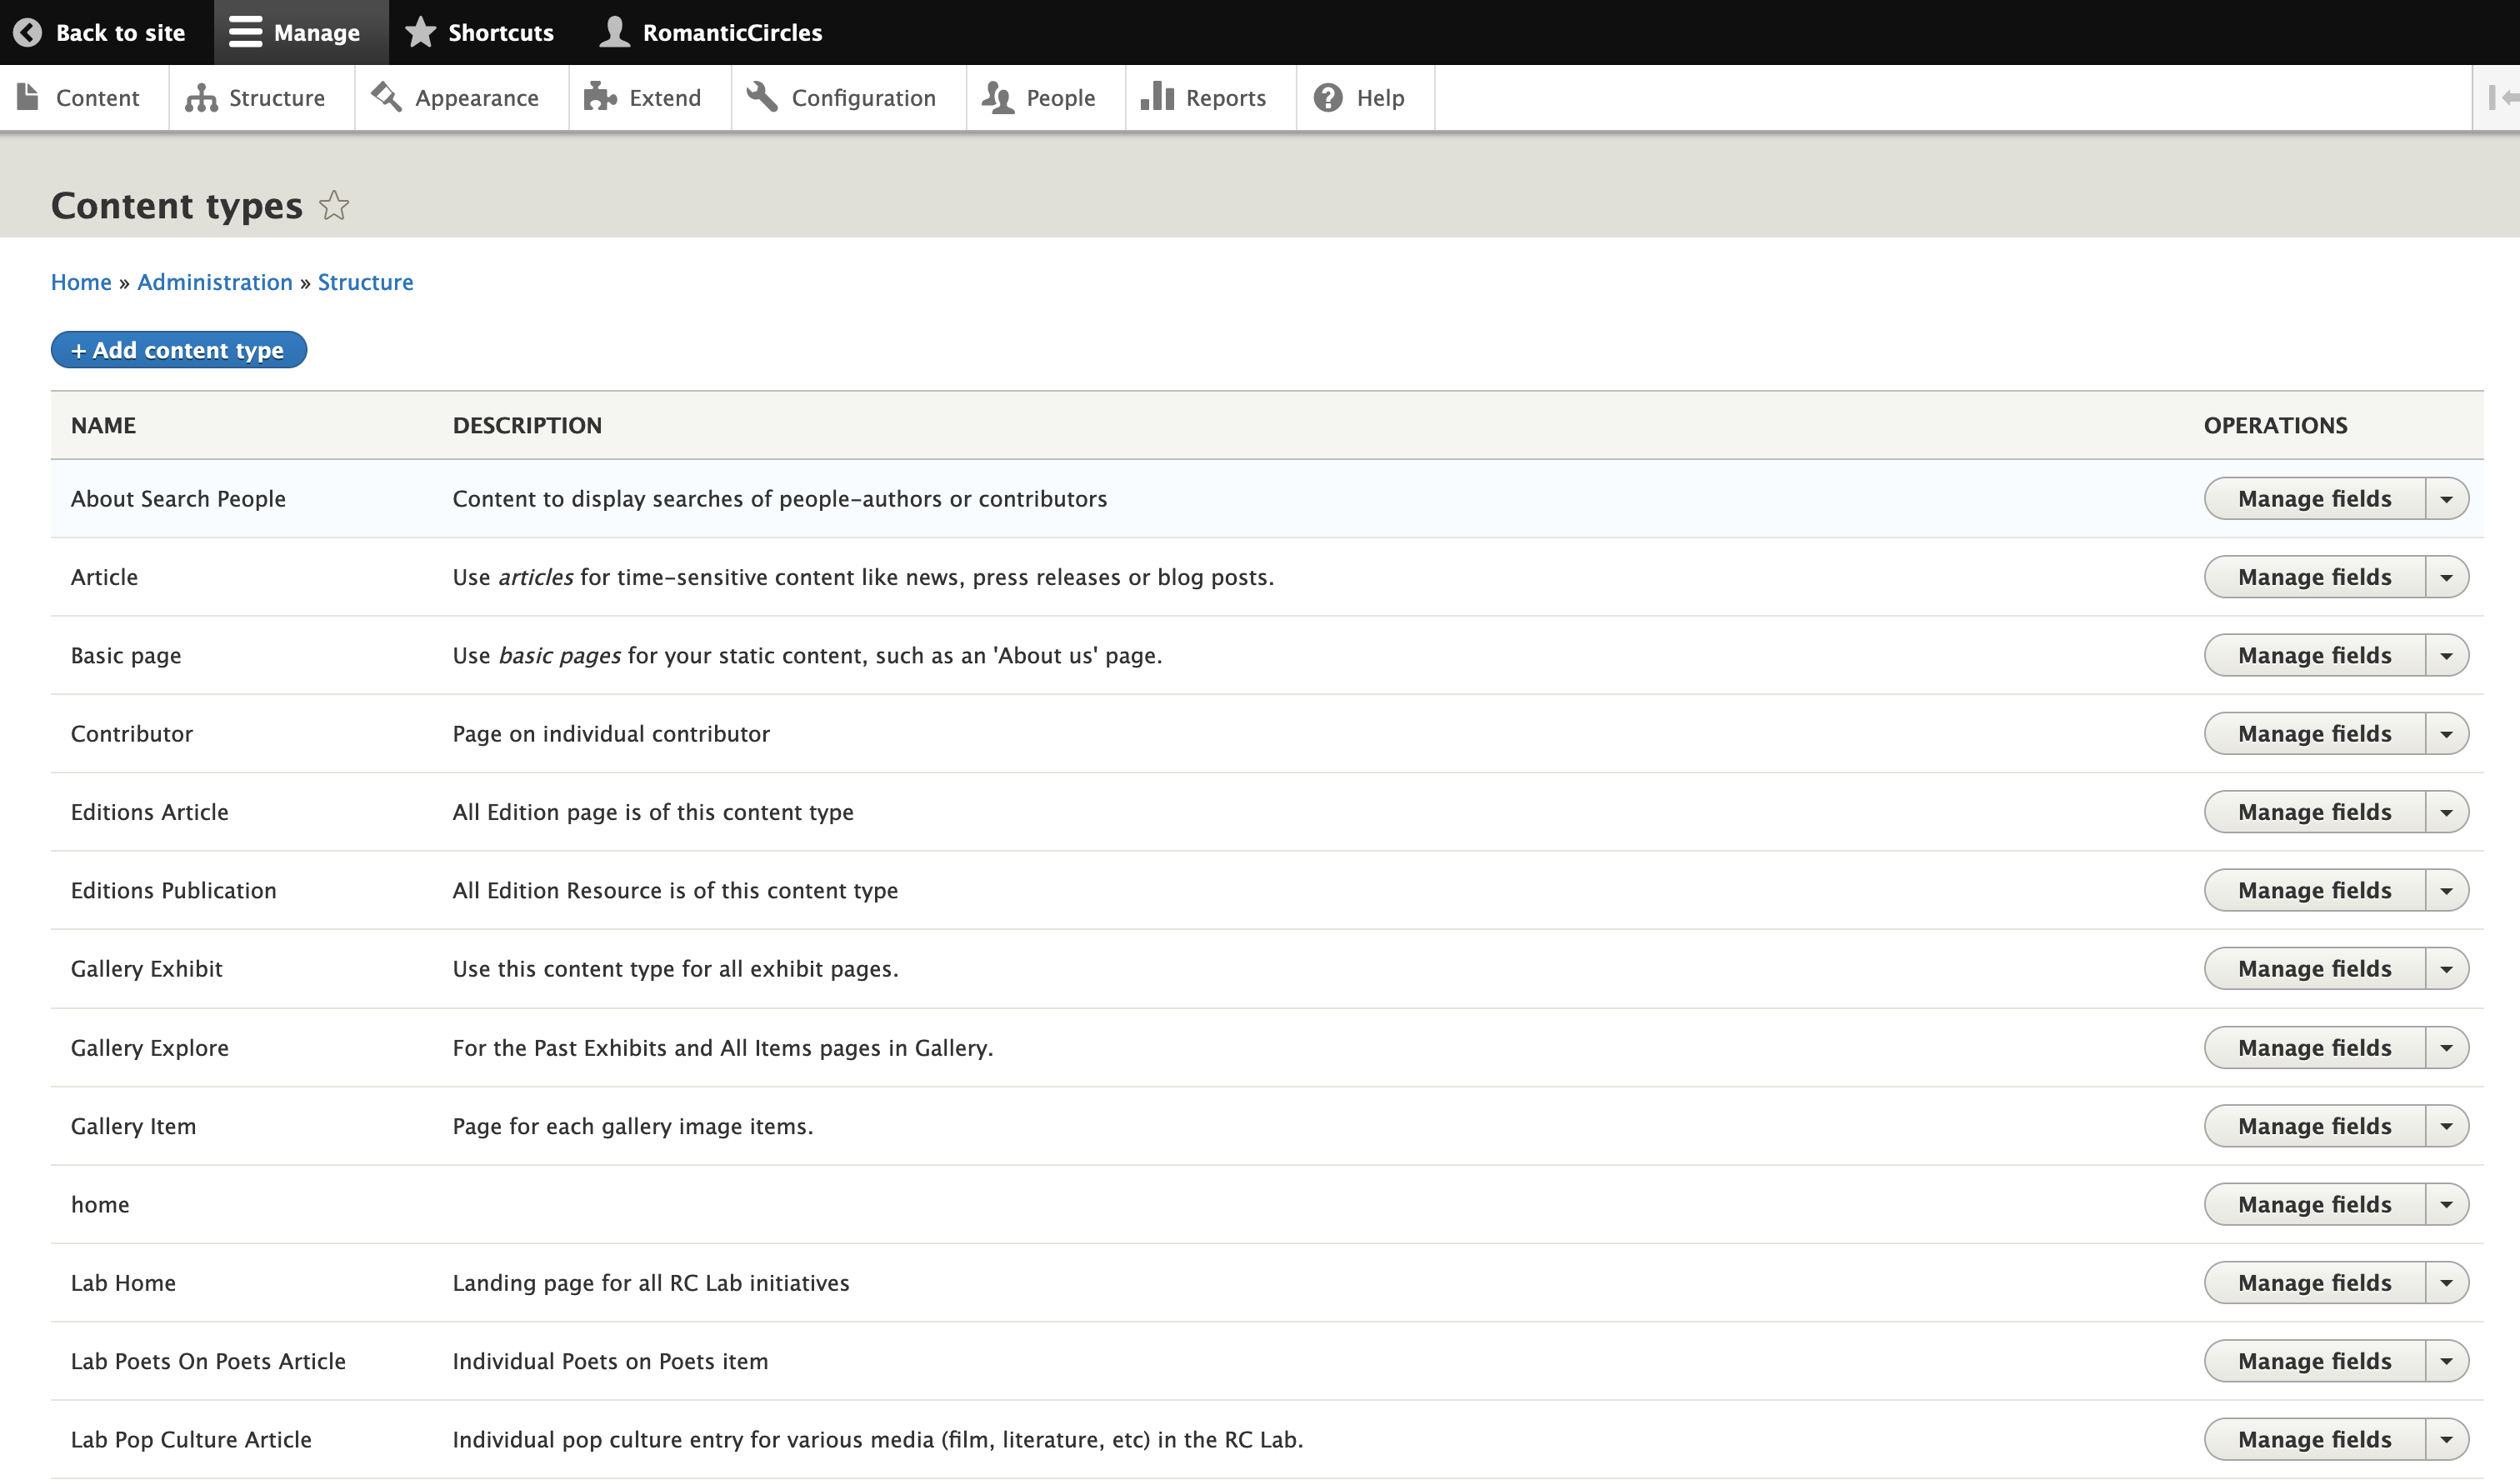 Back to site Manage Shortcuts RomanticCircles
Content Structure Appearance Extend Configuration People Reports Help
Content types
Home » Administration » Structure
+ Add content type
NAME DESCRIPTION OPERATIONS
About Search People Content to display searches of people-authors or contributors Manage fields
Article Use articles for time-sensitive content like news, press releases or blog posts. Manage fields
Basic page Use basic pages for your static content, such as an 'About us' page. Manage fields
Contributor Page on individual contributor Manage fields
Editions Article All Edition page is of this content type Manage fields
Editions Publication All Edition Resource is of this content type Manage fields
Gallery Exhibit Use this content type for all exhibit pages. Manage fields
Gallery Explore For the Past Exhibits and All Items pages in Gallery. Manage fields
Gallery Item Page for each gallery image items. Manage fields
home Manage fields
Lab Home Landing page for all RC Lab initiatives Manage fields
Lab Poets On Poets Article Individual Poets on Poets item Manage fields
Lab Pop Culture Article Individual pop culture entry for various media (film, literature, etc) in the RC Lab. Manage fields